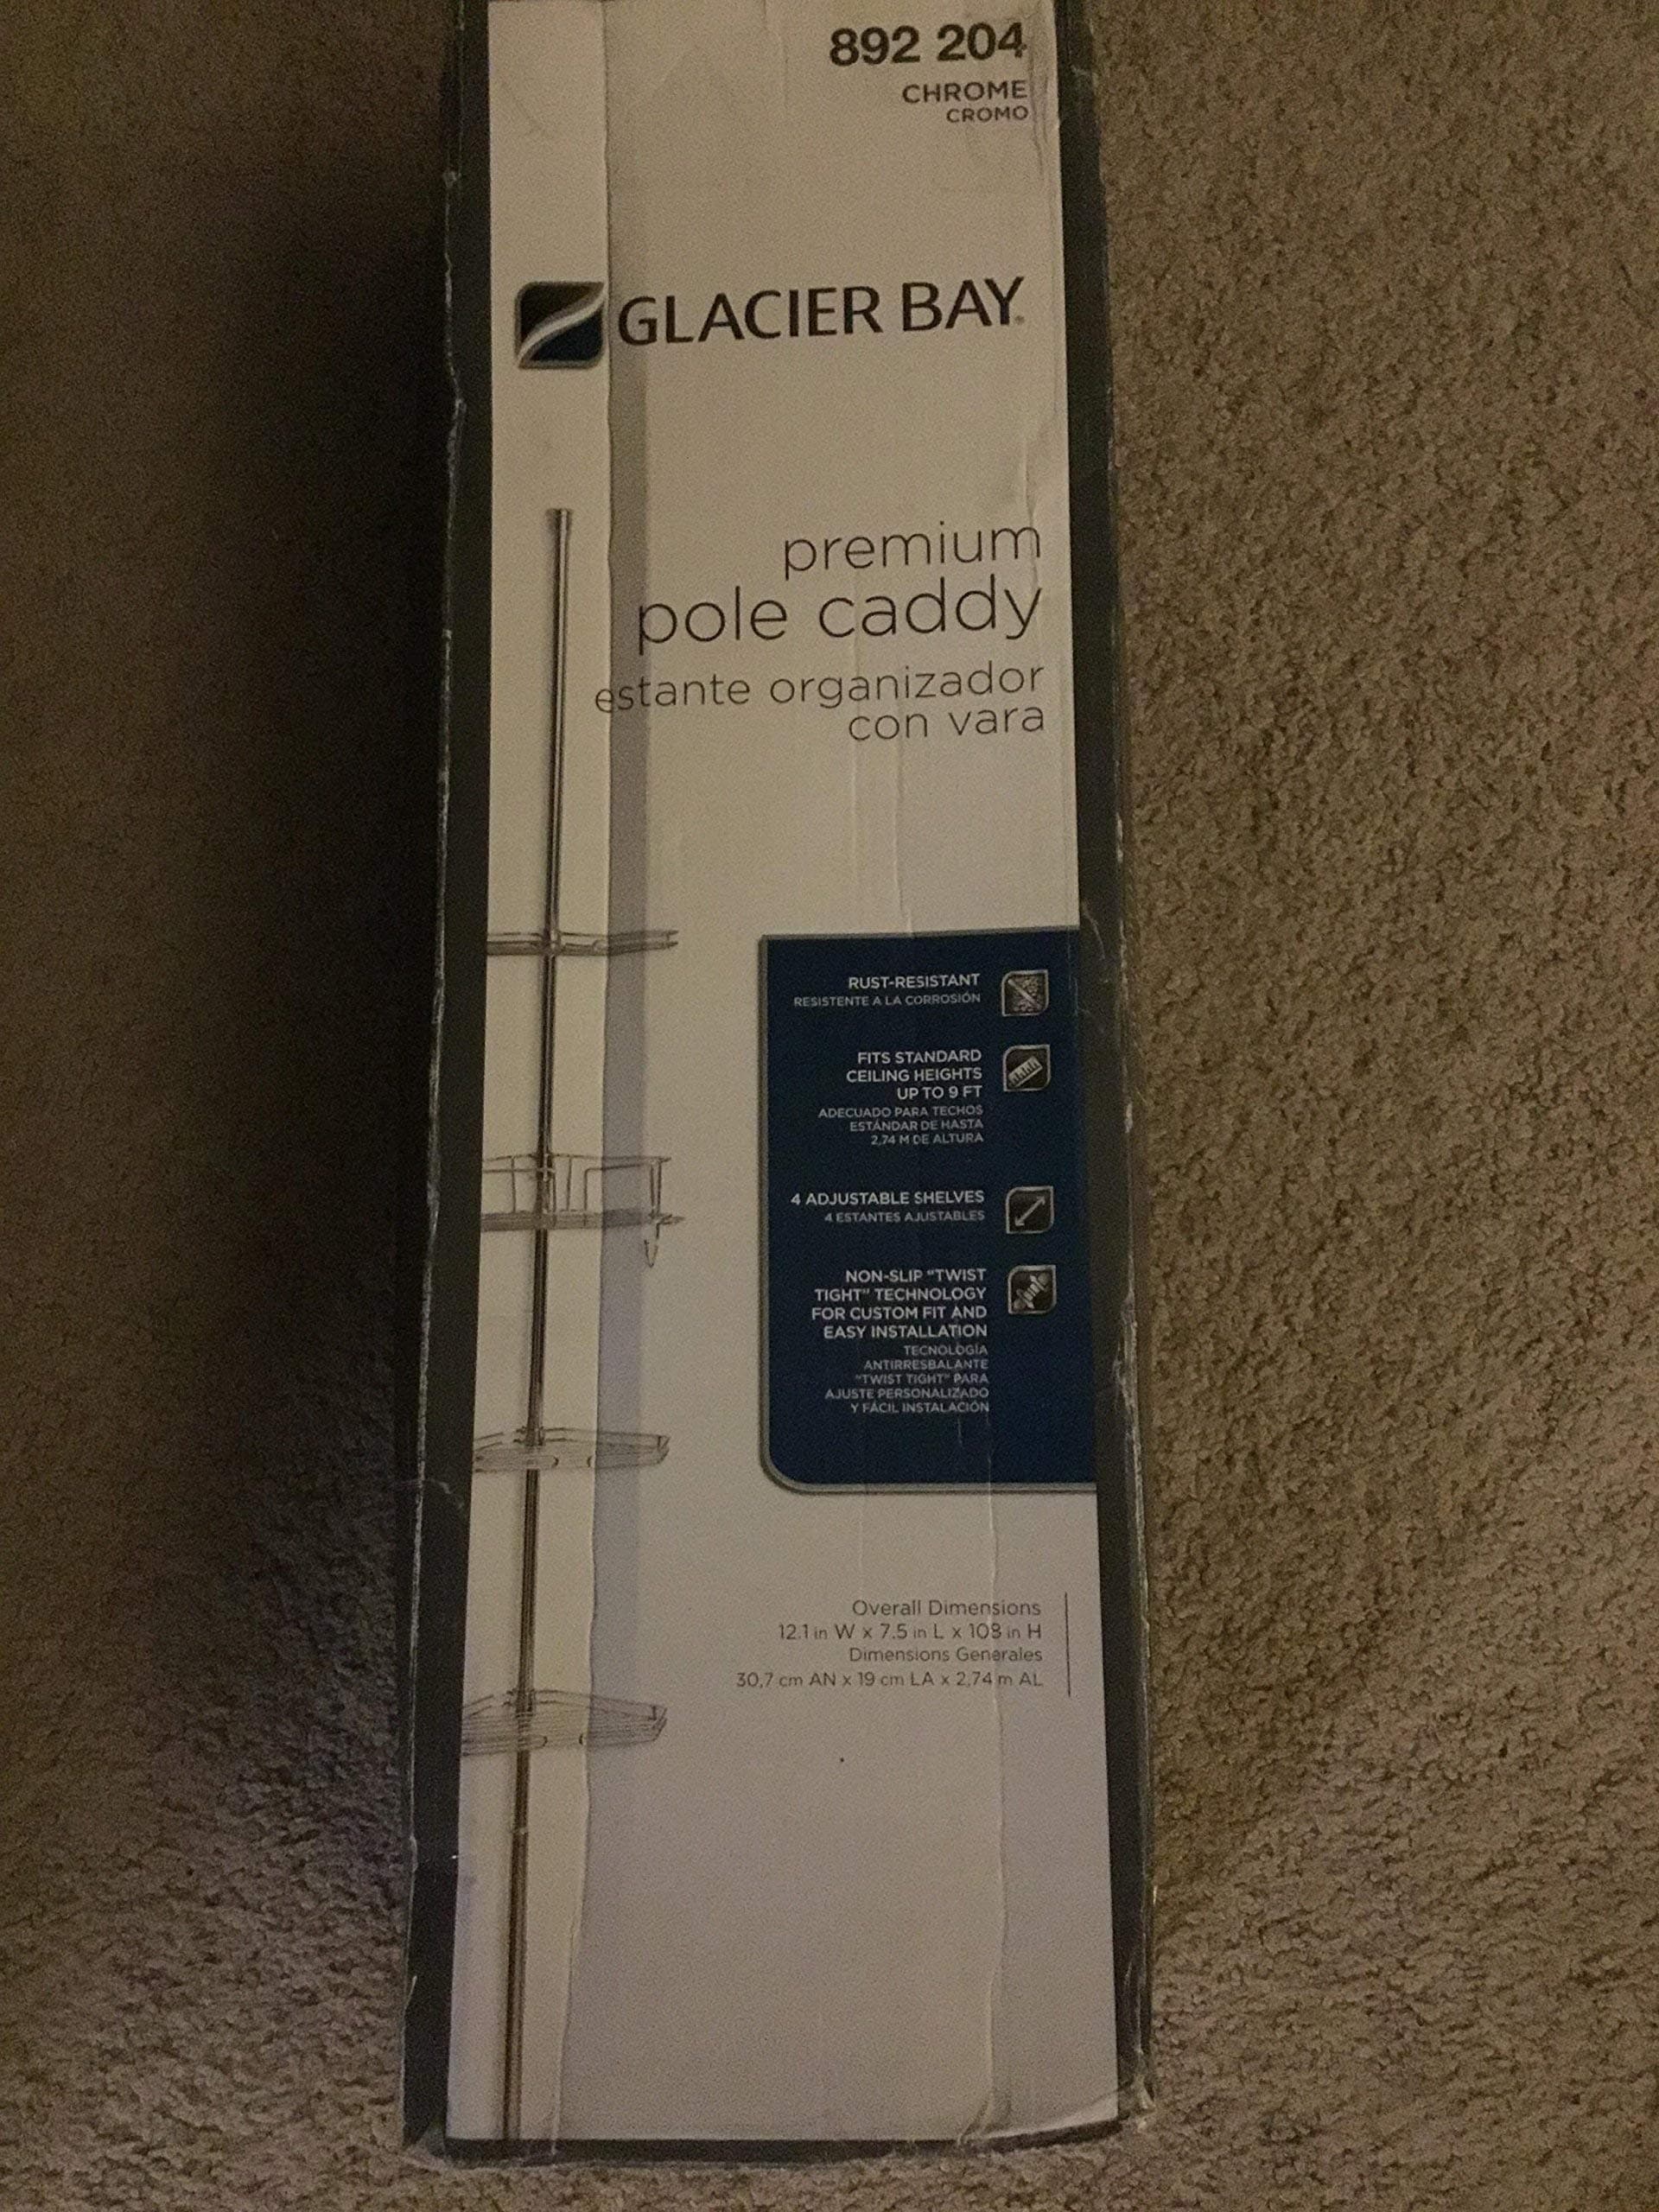 892 204
CHROME
CROMO
GLACIER BAY®
premium
pole caddy
estante organizador
con vara
RUST-RESISTANT
RESISTENTE A LA CORROSIÓN
FITS STANDARD
CEILING HEIGHTS
UP TO 9 FT
ADECUADO PARA TECHOS
ESTÁNDAR DE HASTA
2,74 M DE ALTURA
4 ADJUSTABLE SHELVES
4 ESTANTES AJUSTABLES
NON-SLIP "TWIST
TIGHT" TECHNOLOGY
FOR CUSTOM FIT AND
EASY INSTALLATION
TECNOLOGÍA
ANTIRRESBALANTE
"TWIST TIGHT" PARA
AJUSTE PERSONALIZADO
Y FÁCIL INSTALACIÓN
Overall Dimensions
12.1 in W x 7.5 in L x 108 in H
Dimensions Generales
30,7 cm AN x 19 cm LA x 2,74 m AL